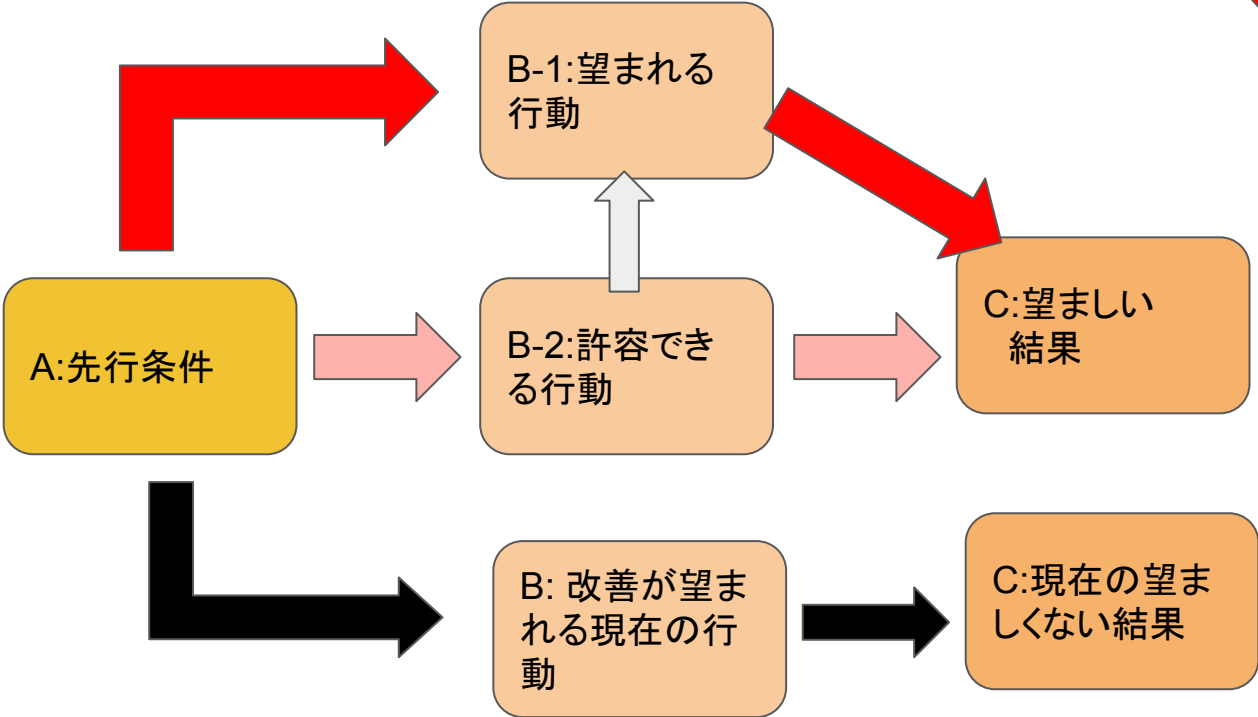 B-1:望まれる
行動
A:先行条件
B-2:許容でき
る行動
C:望ましい
結果
B: 改善が望ま
れる現在の行
動
C:現在の望ま
しくない結果